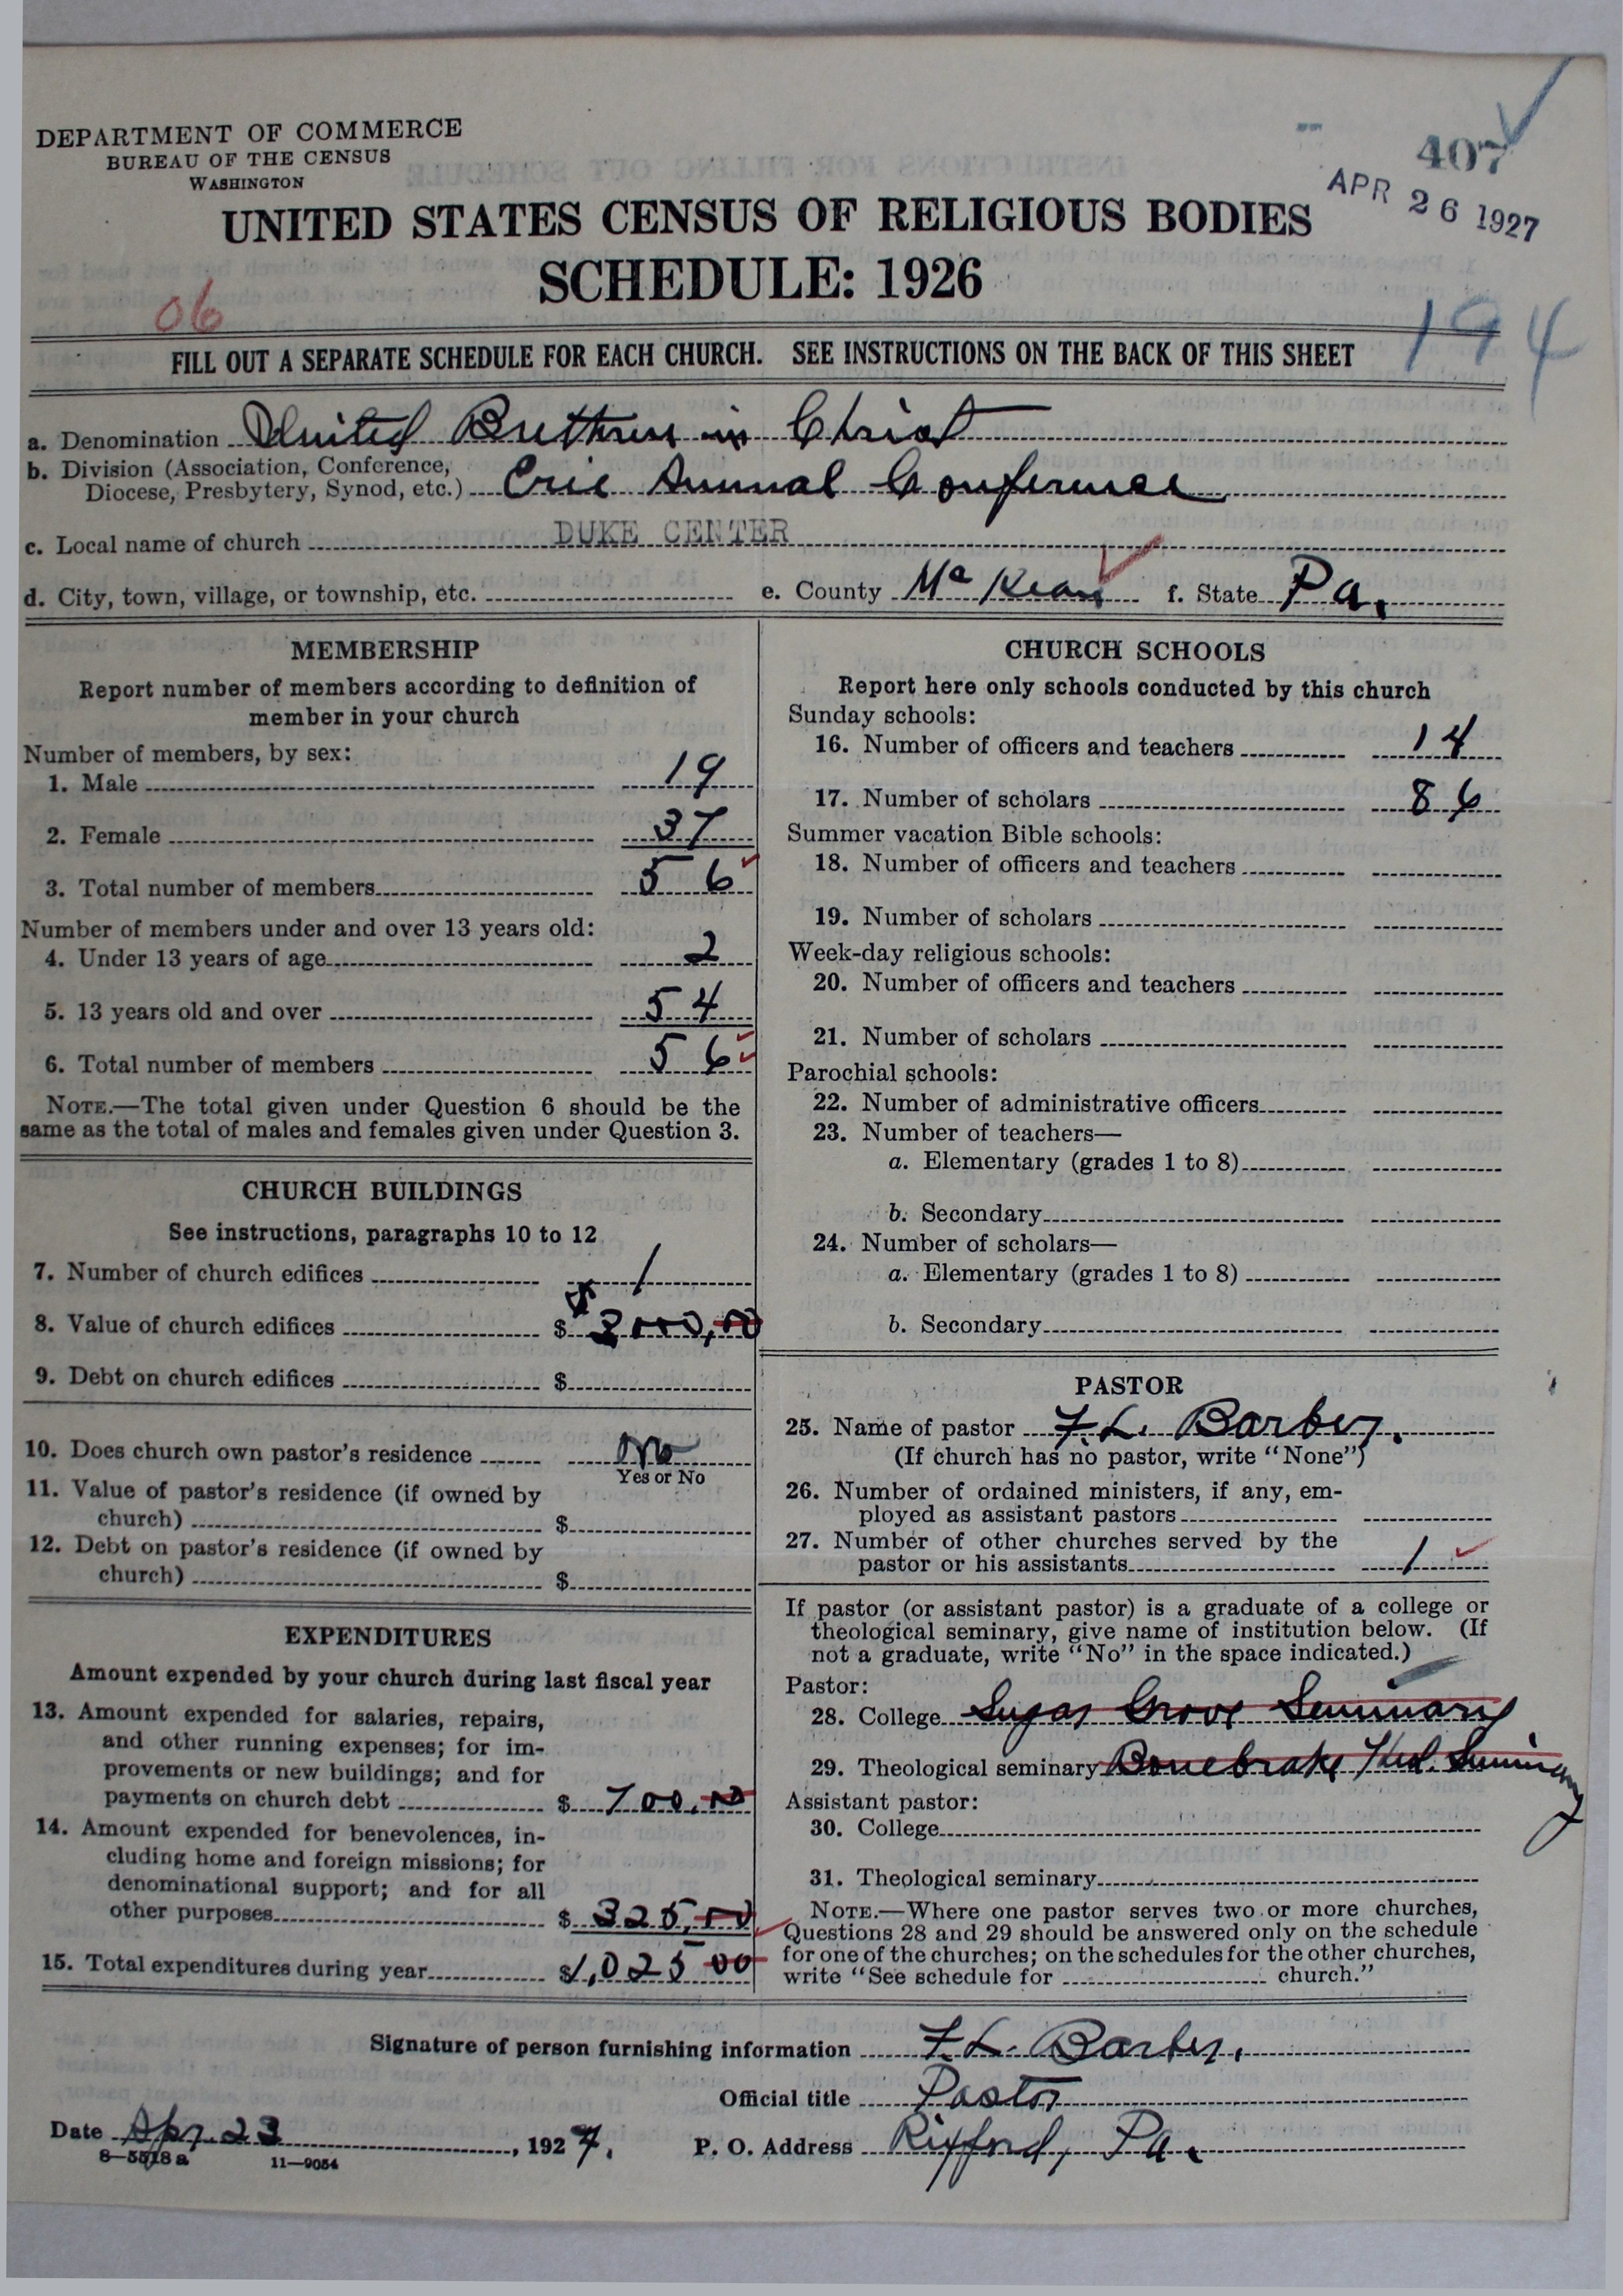 DEPARTMENT OF COMMERCE
BUREAU OF THE CENSUS
WASHINGTON
407
APR 26 1927
UNITED STATES CENSUS OF RELIGIOUS BODIES
SCHEDULE: 1926
06
194
FILL OUT A SEPARATE SCHEDULE FOR EACH CHURCH. SEE INSTRUCTIONS ON THE BACK OF THIS SHEET
a. Denomination United Brethren in Christ
b. Division (Association, Conference,
Diocese, Presbytery, Synod, etc.) Erie Annual Conference
c. Local name of church DUKE CENTER
d. City, town, village, or township, etc. e. County McKean f. State Pa.
MEMBERSHIP
Report number of members according to definition of
member in your church
Number of members, by sex:
1. Male 19
2. Female 37
3. Total number of members 56
Number of members under and over 13 years old:
4. Under 13 years of age 2
5. 13 years old and over 54
6. Total number of members 56
NOTE.—The total given under Question 6 should be the
same as the total of males and females given under Question 3.
CHURCH BUILDINGS
See instructions, paragraphs 10 to 12
7. Number of church edifices 1
8. Value of church edifices $ $3000,00
9. Debt on church edifices $
10. Does church own pastor's residence No
Yes or No
11. Value of pastor's residence (if owned by
church) $
12. Debt on pastor's residence (if owned by
church) $
EXPENDITURES
Amount expended by your church during last fiscal year
13. Amount expended for salaries, repairs,
and other running expenses; for im-
provements or new buildings; and for
payments on church debt $ 700.00
14. Amount expended for benevolences, in-
cluding home and foreign missions; for
denominational support; and for all
other purposes $ 325.00
15. Total expenditures during year $1,025 00
CHURCH SCHOOLS
Report here only schools conducted by this church
Sunday schools:
16. Number of officers and teachers 14
17. Number of scholars 86
Summer vacation Bible schools:
18. Number of officers and teachers
19. Number of scholars
Week-day religious schools:
20. Number of officers and teachers
21. Number of scholars
Parochial schools:
22. Number of administrative officers
23. Number of teachers—
a. Elementary (grades 1 to 8)
b. Secondary
24. Number of scholars—
a. Elementary (grades 1 to 8)
b. Secondary
PASTOR
25. Name of pastor F. L. Barber.
(If church has no pastor, write "None")
26. Number of ordained ministers, if any, em-
ployed as assistant pastors
27. Number of other churches served by the
pastor or his assistants 1
If pastor (or assistant pastor) is a graduate of a college or
theological seminary, give name of institution below. (If
not a graduate, write "No" in the space indicated.)
Pastor:
28. College Sugar Grove Seminary
29. Theological seminary Bonebrake Theol. Seminary
Assistant pastor:
30. College
31. Theological seminary
NOTE.—Where one pastor serves two or more churches,
Questions 28 and 29 should be answered only on the schedule
for one of the churches; on the schedules for the other churches,
write "See schedule for church."
Signature of person furnishing information F. L. Barber.
Official title Pastor
Date Apr. 23, 1927. P. O. Address Rixford, Pa.
8—5518 a 11—9054